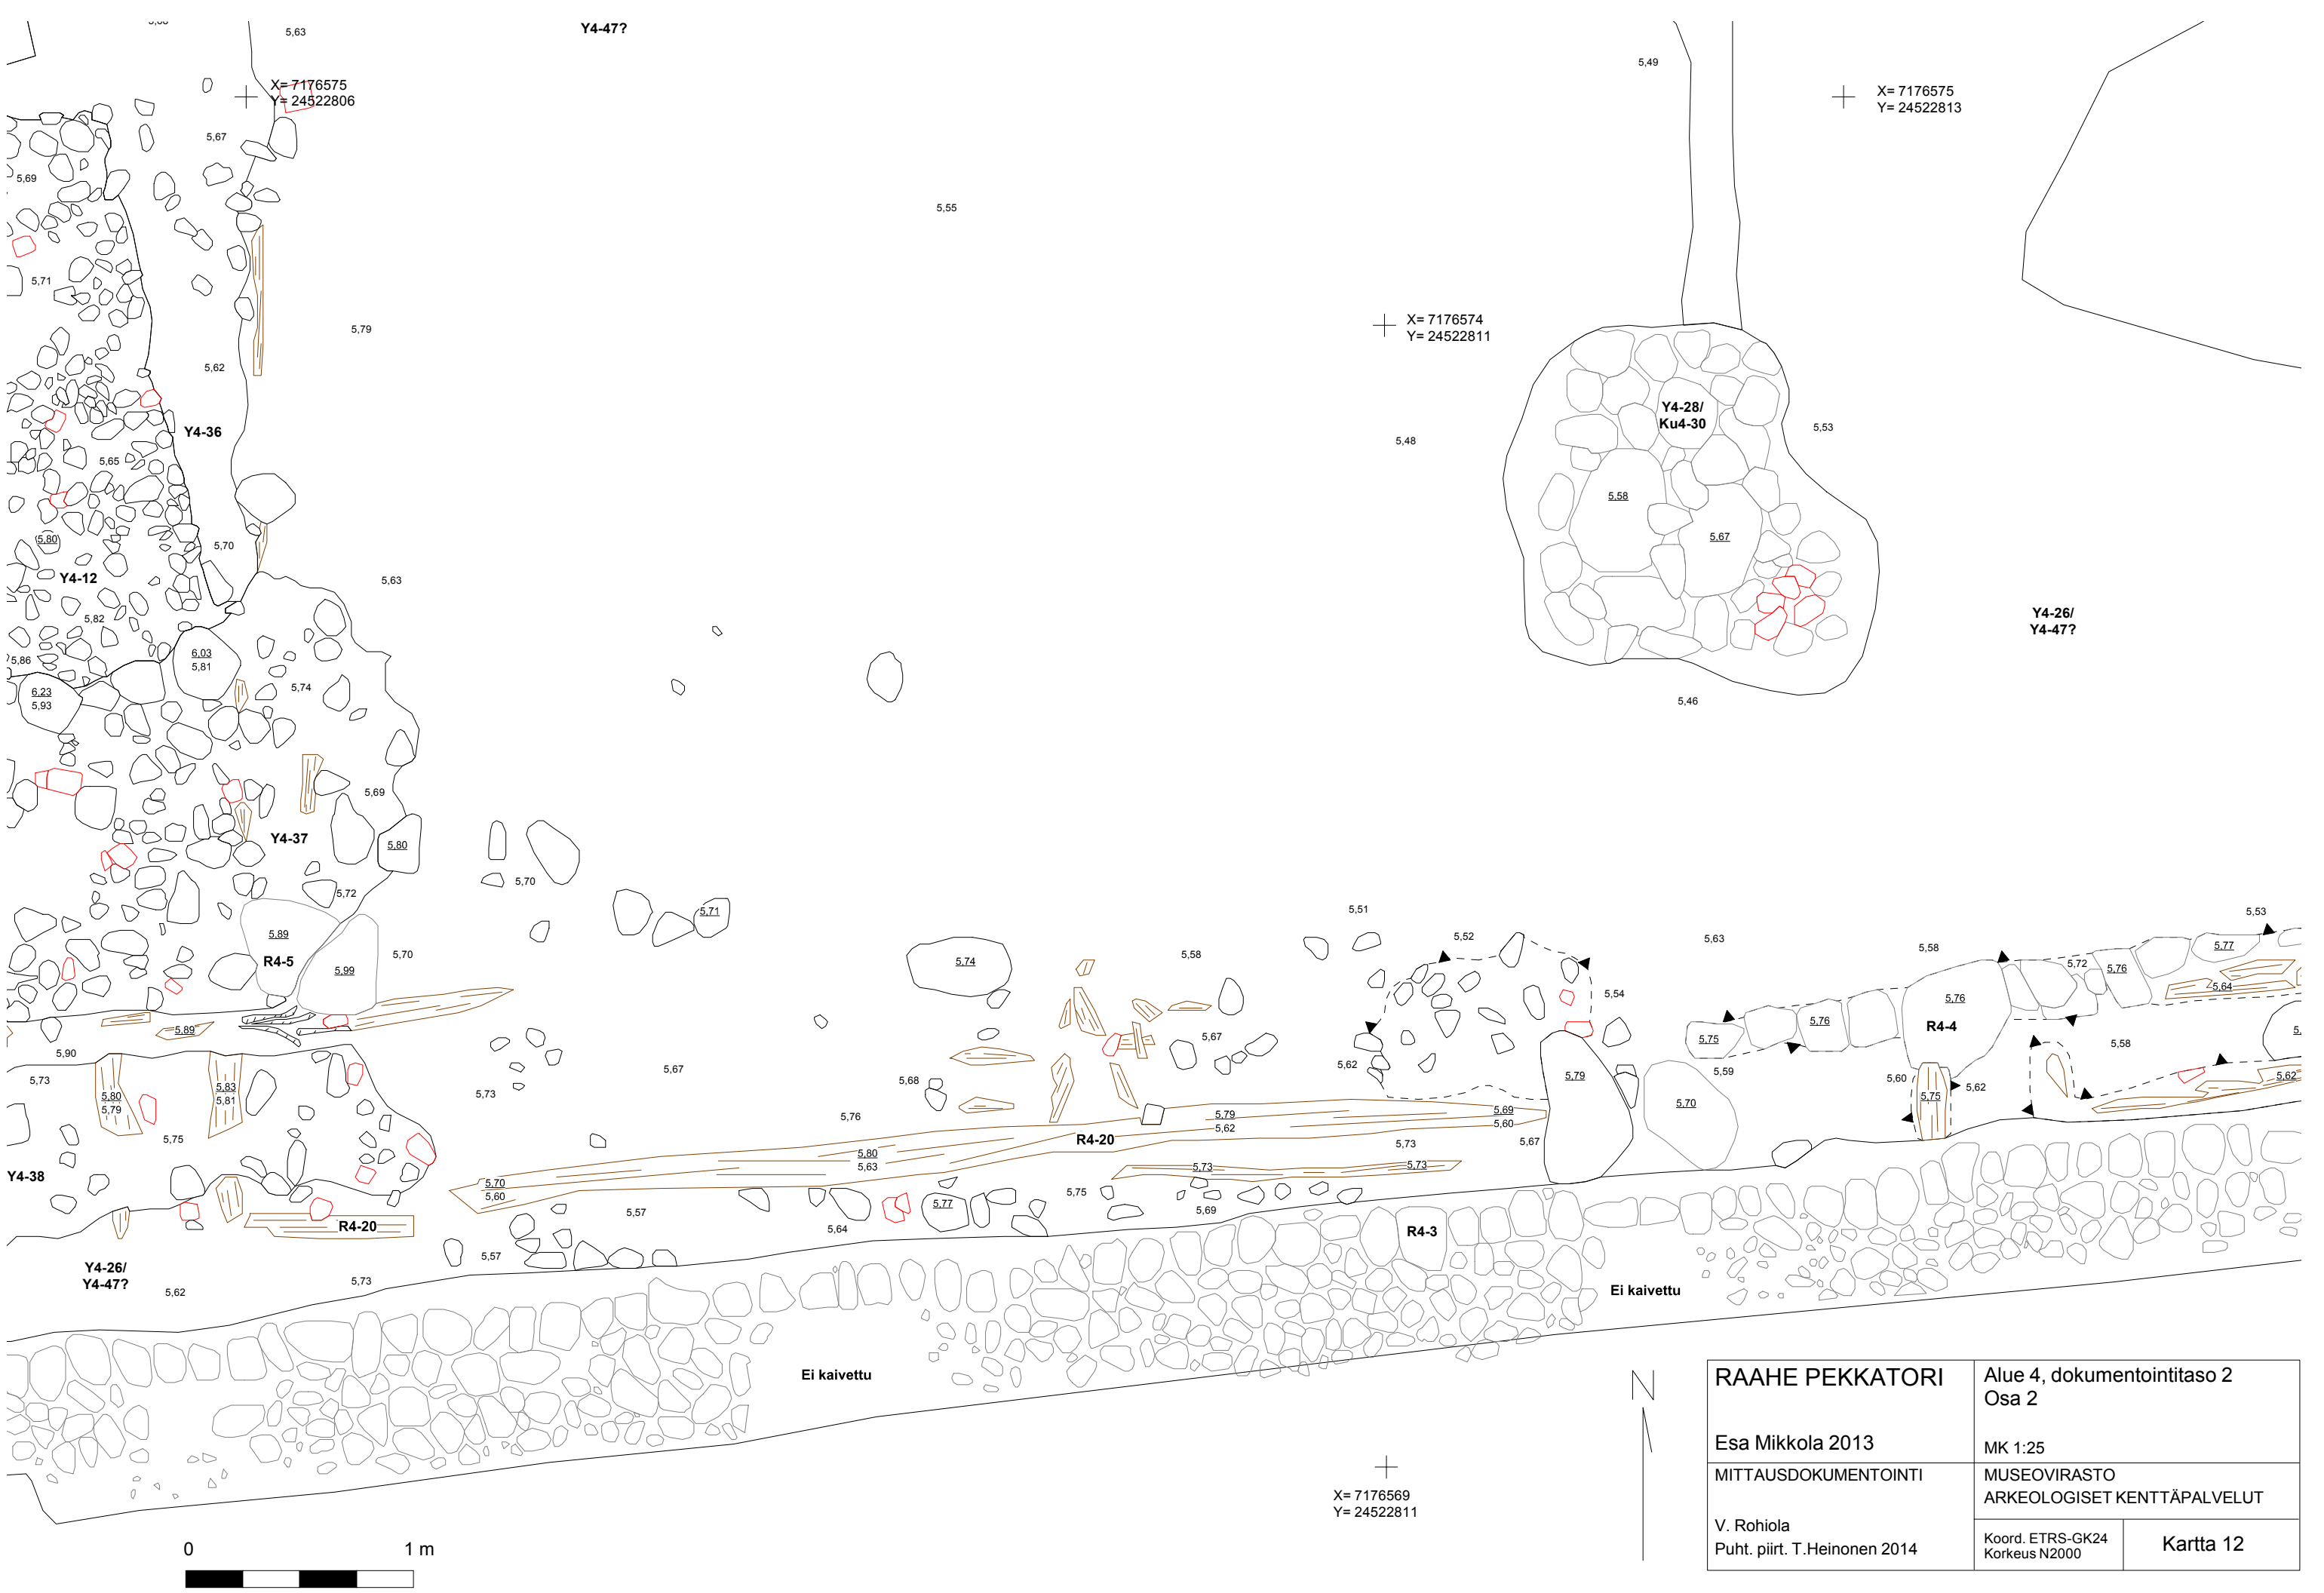 5,63
Y4-47?
5,49
X= 7176575
Y= 24522806
X= 7176575
Y= 24522813
5,67
5,69
5,55
5,71
5,79
X= 7176574
Y= 24522811
5,62
Y4-28/
Ku4-30
Y4-36
5,48
5,53
5,65
5,58
5,80
5,70
5,67
Y4-12
5,63
5,82
Y4-26/
Y4-47?
5,86
6,03
5,81
5,74
6,23
5,93
5,46
5,69
Y4-37
5,80
5,70
5,72
5,71
5,51
5,53
5,89
5,52
5,63
5,58
5,77
R4-5
5,70
5,74
5,58
5,72
5,76
5,99
5,64
5,54
5,76
5,76
R4-4
5,89
5,67
5,75
5,58
5,90
5,67
5,62
5,59
5,73
5,68
5,79
5,60
5,62
5,62
5,80
5,79
5,83
5,81
5,73
5,70
5,75
5,76
5,79
5,62
5,69
5,60
5,75
R4-20
5,73
5,67
5,80
5,63
5,73
5,73
Y4-38
5,70
5,60
5,75
5,77
5,69
5,57
5,64
R4-20
R4-3
5,57
Y4-26/
Y4-47?
5,73
5,62
Ei kaivettu
Ei kaivettu
N
X= 7176569
Y= 24522811
0 1 m
RAAHE PEKKATORI
Esa Mikkola 2013
MITTAUSDOKUMENTOINTI
V. Rohiola
Puht. piirt. T.Heinonen 2014
Alue 4, dokumentointitaso 2
Osa 2
MK 1:25
MUSEOVIRASTO
ARKEOLOGISET KENTTÄPALVELUT
Koord. ETRS-GK24
Korkeus N2000
Kartta 12